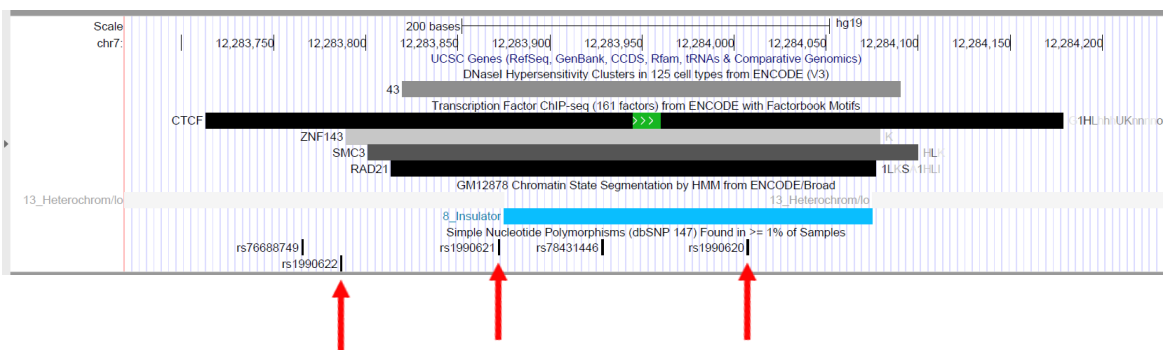 Scale 200 bases hg19
chr7: 12,283,750 12,283,800 12,283,850 12,283,900 12,283,950 12,284,000 12,284,050 12,284,100 12,284,150 12,284,200
UCSC Genes (RefSeq, GenBank, CCDS, Rfam, tRNAs & Comparative Genomics)
DNaseI Hypersensitivity Clusters in 125 cell types from ENCODE (V3)
43
Transcription Factor ChIP-seq (161 factors) from ENCODE with Factorbook Motifs
CTCF
ZNF143 K
SMC3 HLK
RAD21
GM12878 Chromatin State Segmentation by HMM from ENCODE/Broad
13_Heterochrom/lo 13_Heterochrom/lo
8_Insulator
Simple Nucleotide Polymorphisms (dbSNP 147) Found in >= 1% of Samples
rs76688749 rs1990621 rs78431446 rs1990620
rs1990622